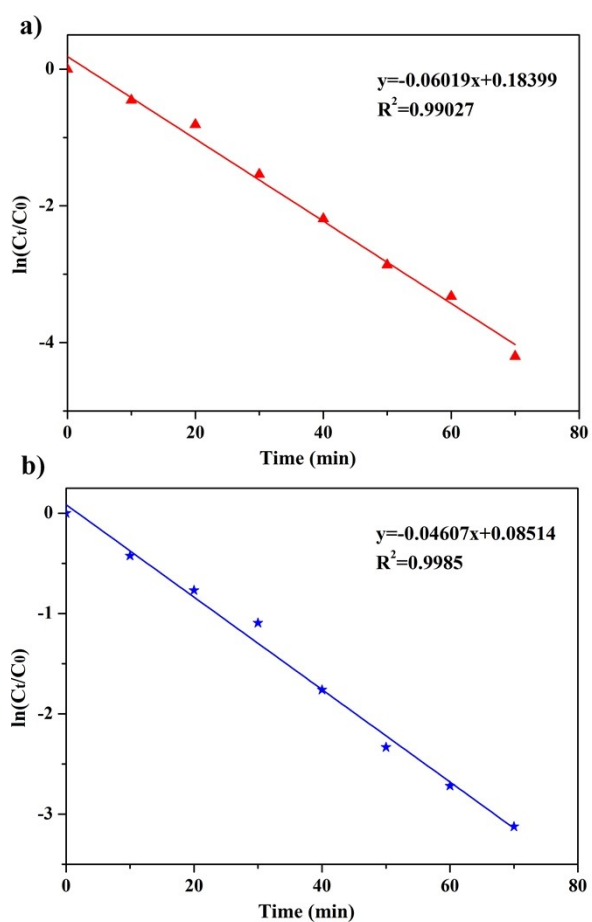 a)
y=-0.06019x+0.18399
R²=0.99027
0
-2
-4
ln(Ct/C0)
0 20 40 60 80
Time (min)
b)
y=-0.04607x+0.08514
R²=0.9985
0
-1
-2
-3
ln(Ct/C0)
0 20 40 60 80
Time (min)